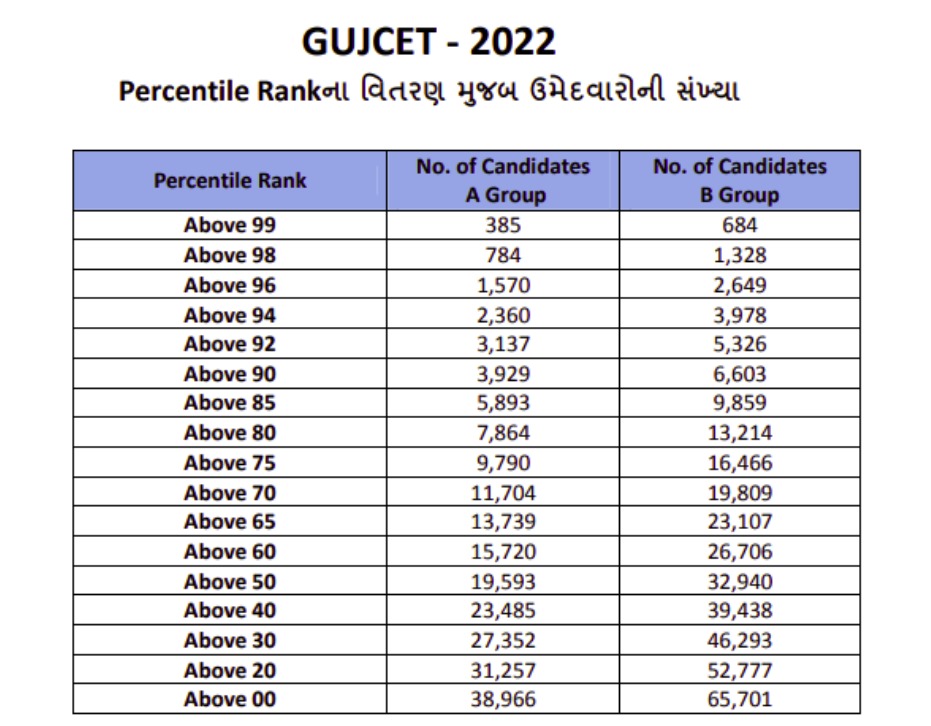 GUJCET - 2022
Percentile Rankના વિતરણ મુજબ ઉમેદવારોની સંખ્યા
Percentile Rank No. of Candidates A Group No. of Candidates B Group
Above 99 385 684
Above 98 784 1,328
Above 96 1,570 2,649
Above 94 2,360 3,978
Above 92 3,137 5,326
Above 90 3,929 6,603
Above 85 5,893 9,859
Above 80 7,864 13,214
Above 75 9,790 16,466
Above 70 11,704 19,809
Above 65 13,739 23,107
Above 60 15,720 26,706
Above 50 19,593 32,940
Above 40 23,485 39,438
Above 30 27,352 46,293
Above 20 31,257 52,777
Above 00 38,966 65,701